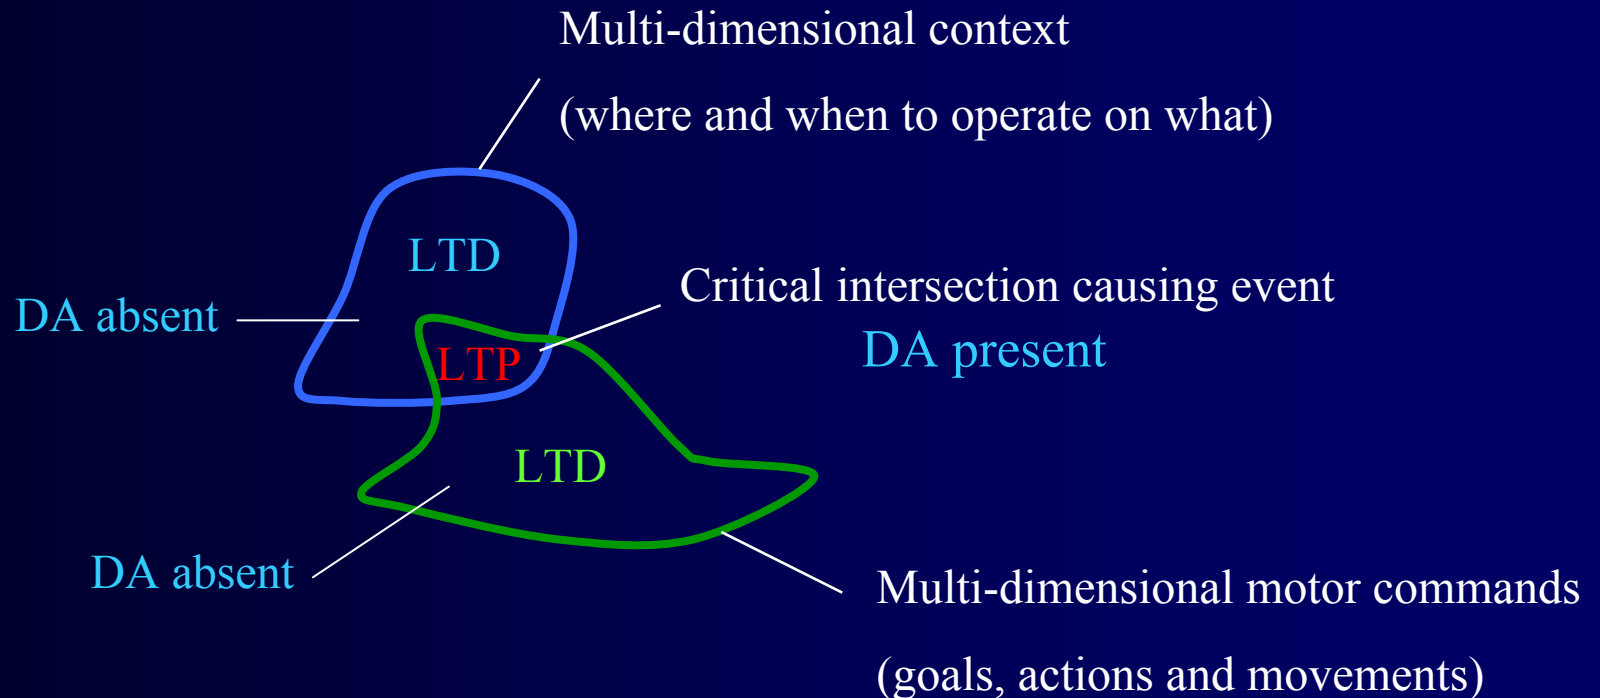 Multi-dimensional context
(where and when to operate on what)
LTD
Critical intersection causing event
DA absent
DA present
LTP
LTD
DA absent
Multi-dimensional motor commands
(goals, actions and movements)